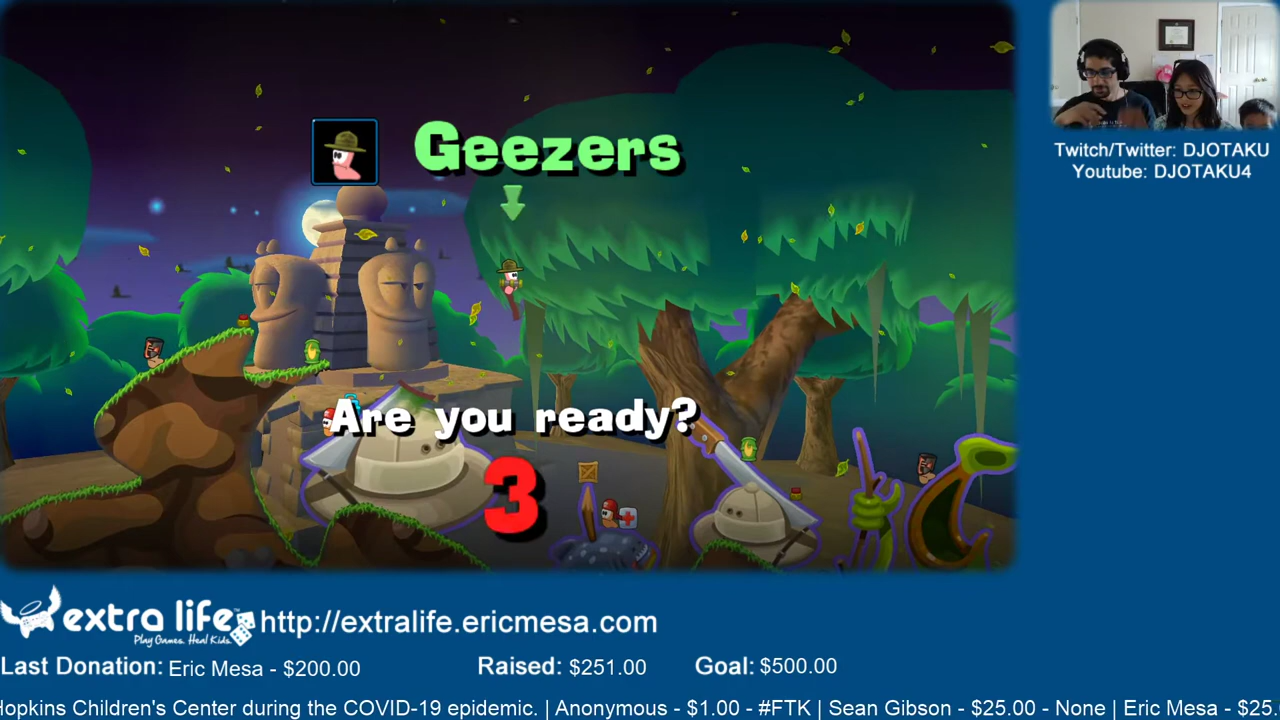 Geezers
Are you ready?
3
Twitch/Twitter: DJOTAKU
Youtube: DJOTAKU4
extra life
Play Games. Heal Kids.
http://extralife.ericmesa.com
Last Donation: Eric Mesa - $200.00
Raised: $251.00
Goal: $500.00
Hopkins Children's Center during the COVID-19 epidemic. | Anonymous - $1.00 - #FTK | Sean Gibson - $25.00 - None | Eric Mesa - $25.